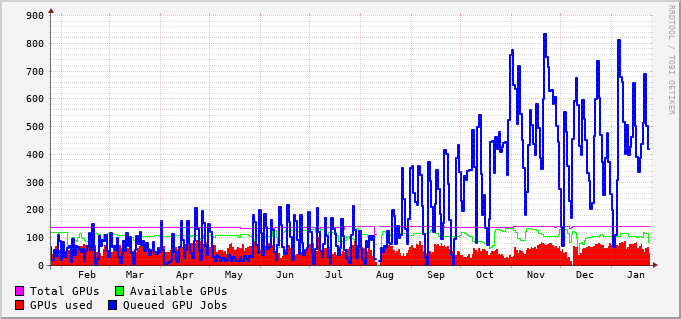 900
800
700
600
500
400
300
200
100
0
Feb Mar Apr May Jun Jul Aug Sep Oct Nov Dec Jan
Total GPUs Available GPUs
GPUs used Queued GPU Jobs
RRDTOOL / TOBI OETIKER